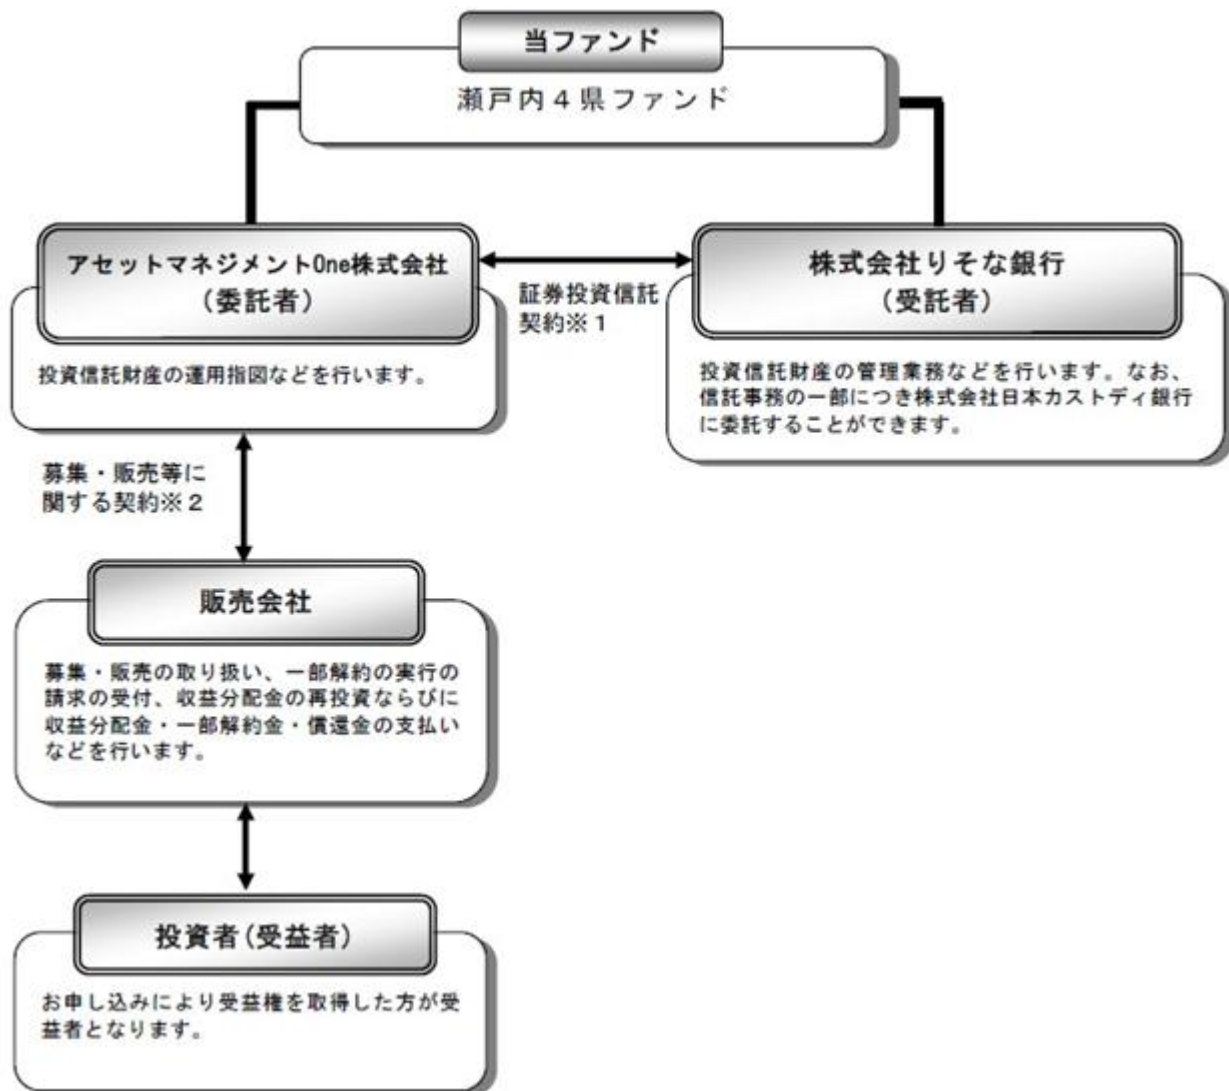 当ファンド
瀬戸内４県ファンド
アセットマネジメントOne株式会社
（委託者）
投資信託財産の運用指図などを行います。
証券投資信託
契約※１
株式会社りそな銀行
（受託者）
投資信託財産の管理業務などを行います。なお、
信託事務の一部につき株式会社日本カストディ銀行
に委託することができます。
募集・販売等に
関する契約※２
販売会社
募集・販売の取り扱い、一部解約の実行の
請求の受付、収益分配金の再投資ならびに
収益分配金・一部解約金・償還金の支払い
などを行います。
投資者(受益者)
お申し込みにより受益権を取得した方が受
益者となります。